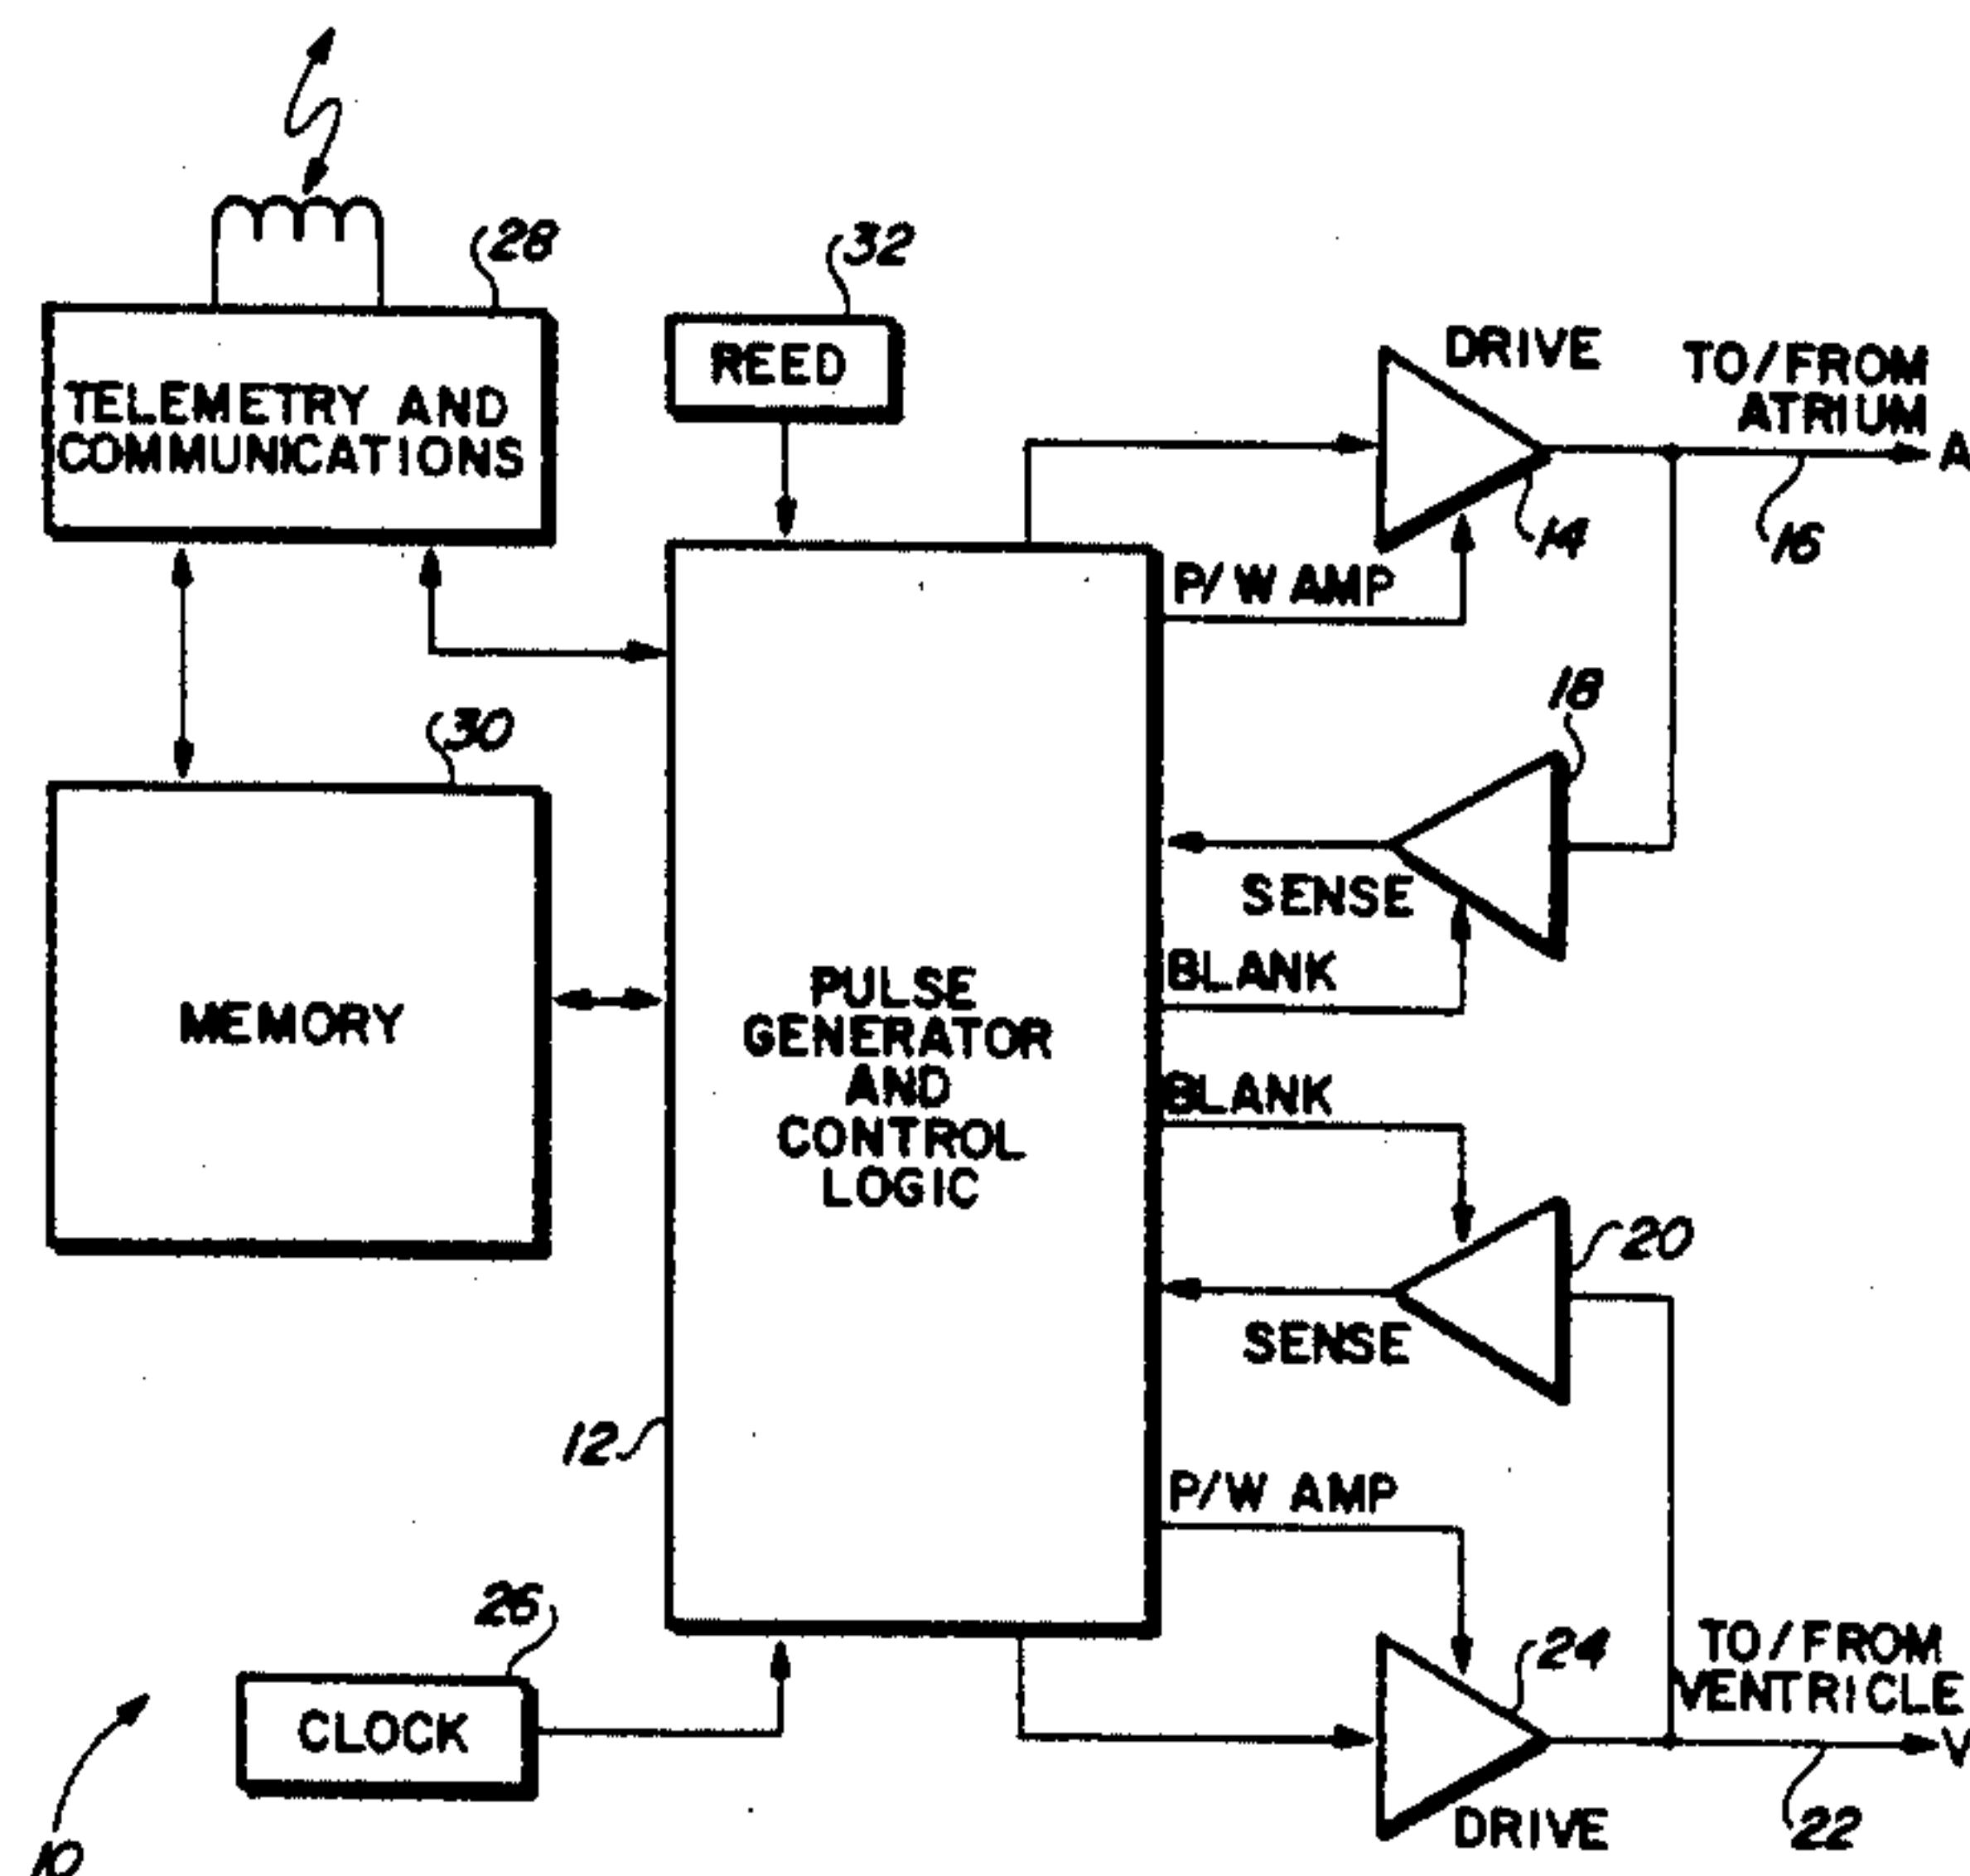 28
32
REED
DRIVE
TO/FROM
ATRIUM
A
TELEMETRY AND
COMMUNICATIONS
14
16
P/W AMP
18
30
SENSE
BLANK
MEMORY
PULSE
GENERATOR
AND
CONTROL
LOGIC
BLANK
20
SENSE
12
P/W AMP
26
24
TO/FROM
VENTRICLE
V
CLOCK
DRIVE
22
10